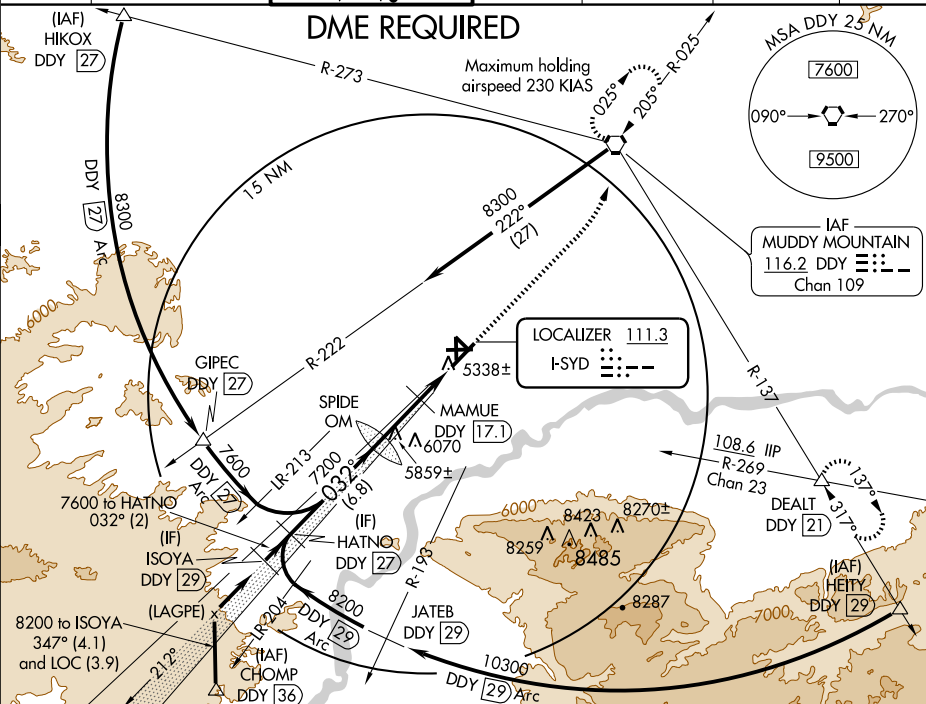 DME REQUIRED
(IAF)
HIKOX
DDY 27
R-273
Maximum holding
airspeed 230 KIAS
025°
205°
R-025
MSA DDY 25 NM
7600
090°
270°
9500
15 NM
DDY 27 Arc
8300
8300
222°
(27)
IAF
MUDDY MOUNTAIN
116.2 DDY
Chan 109
6000
R-222
LOCALIZER 111.3
I-SYD
5338±
R-137
GIPEC
DDY 27
SPIDE
OM
MAMUE
DDY 17.1
6070
5859±
7600
DDY 27
Arc
LR-213
7200
032°
(6.8)
108.6 IIP
R-269
Chan 23
137°
317°
DEALT
DDY 21
7600 to HATNO
032° (2)
(IF)
ISOYA
DDY 29
(IF)
HATNO
DDY 27
R-193
6000
8423
8270±
8259
8485
(IAF)
HEITY
DDY 29
8287
7000
(LAGPE)
8200
DDY 29
Arc
JATEB
DDY 29
LR-204
8200 to ISOYA
347° (4.1)
and LOC (3.9)
212°
(IAF)
CHOMP
DDY 36
10300
DDY 29 Arc